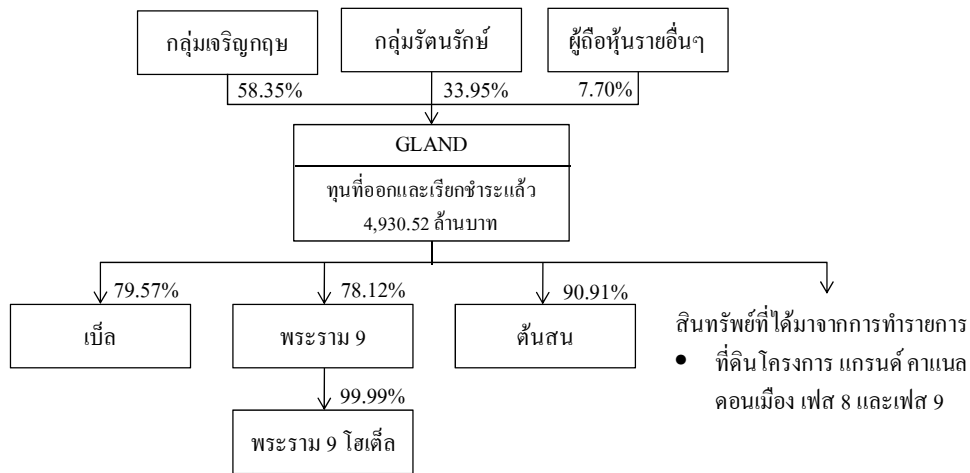 กลุ่มเจริญกฤษ
กลุ่มรัตนรักษ์
ผู้ถือหุ้นรายอื่นๆ
58.35%
33.95%
7.70%
GLAND
ทุนที่ออกและเรียกชำระแล้ว
4,930.52 ล้านบาท
79.57%
78.12%
90.91%
เบ็ล
พระราม 9
ต้นสน
สินทรัพย์ที่ได้มาจากการทำรายการ
• ที่ดินโครงการ แกรนด์ คาแนล
ดอนเมือง เฟส 8 และเฟส 9
99.99%
พระราม 9 โฮเต็ล